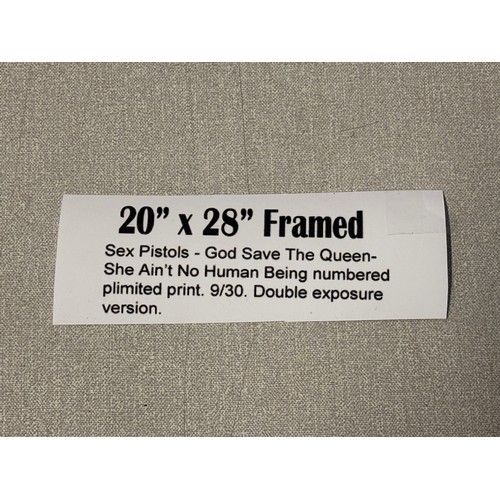 20” x 28” Framed
Sex Pistols - God Save The Queen-
She Ain't No Human Being numbered
plimited print. 9/30. Double exposure
version.